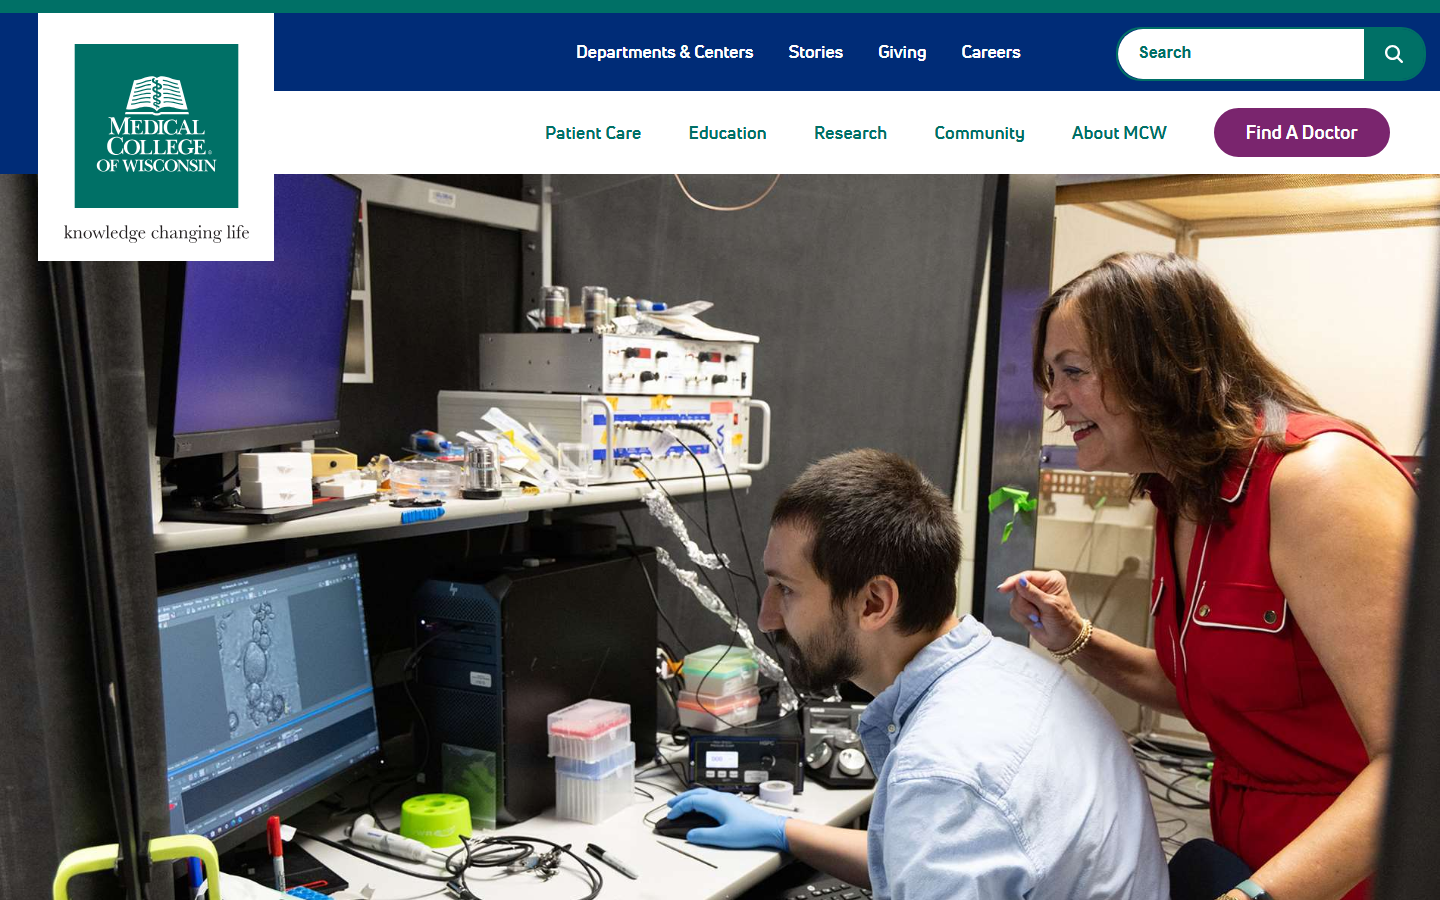 Departments & Centers
Stories
Giving
Careers
Search
MEDICAL
COLLEGE
OF WISCONSIN
knowledge changing life
Patient Care
Education
Research
Community
About MCW
Find A Doctor
hp